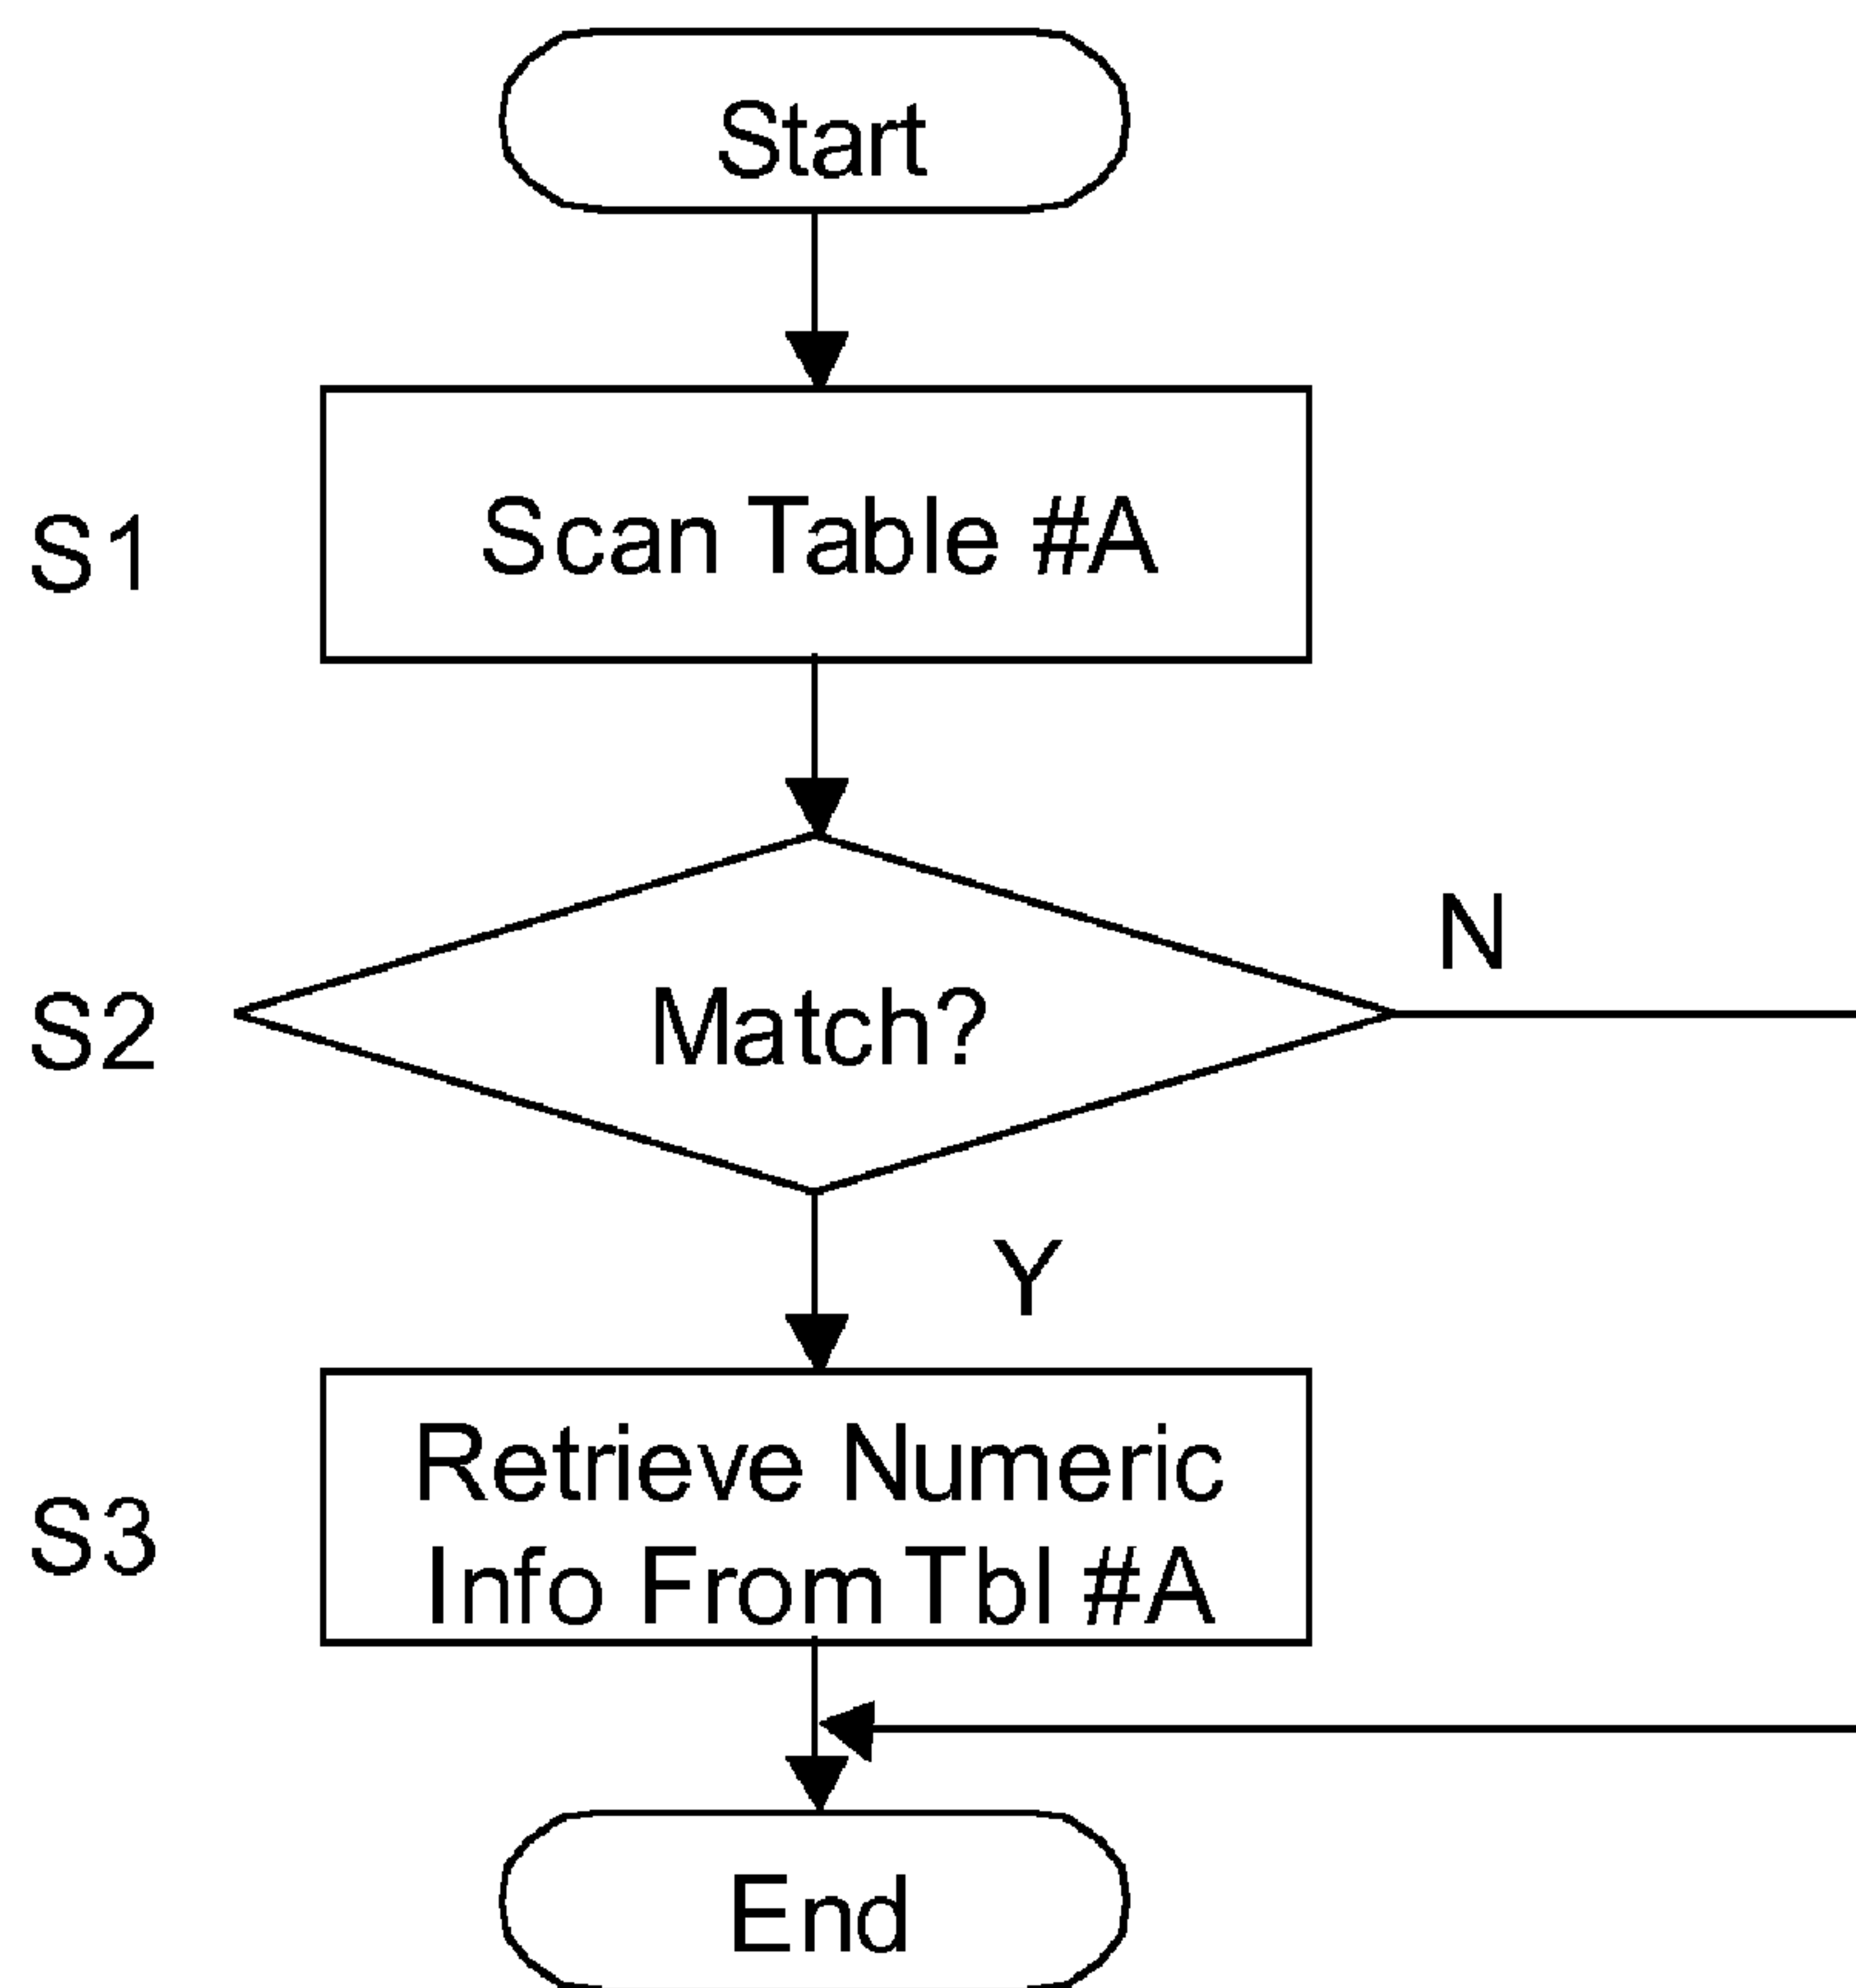 Start
S1
Scan Table #A
S2
Match?
N
Y
S3
Retrieve Numeric
Info From Tbl #A
End